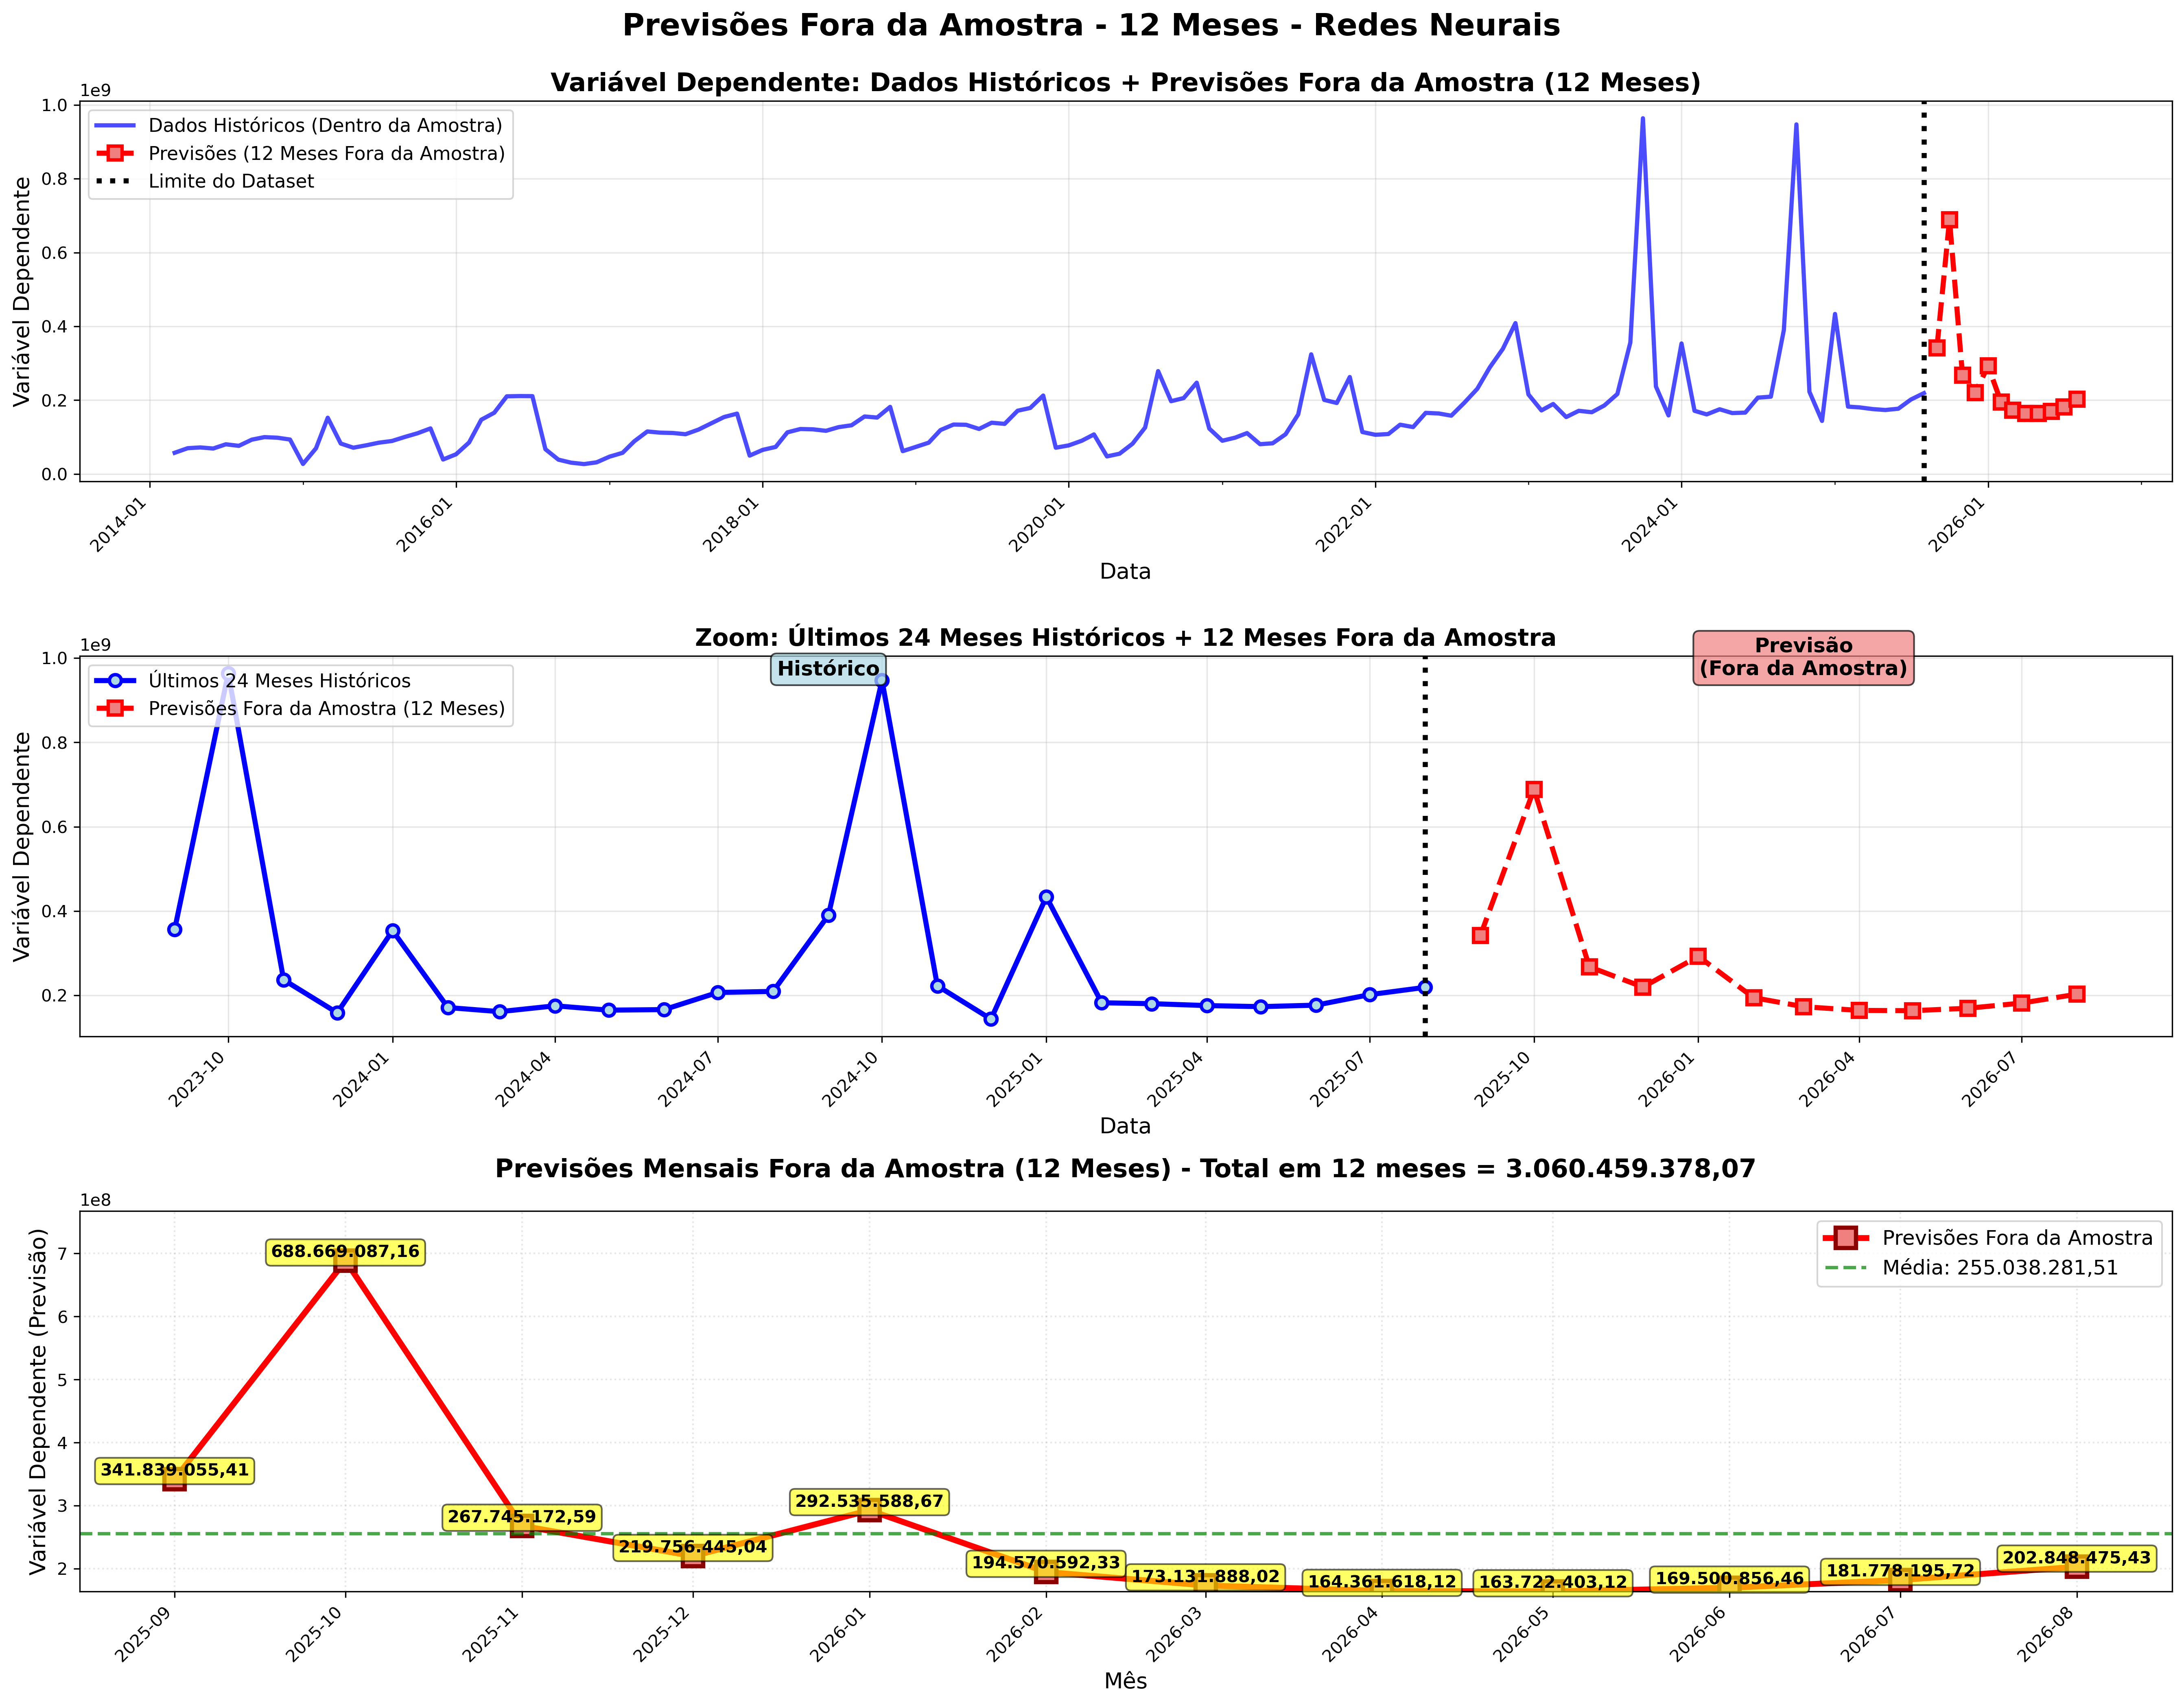 Previsões Fora da Amostra - 12 Meses - Redes Neurais
Variável Dependente: Dados Históricos + Previsões Fora da Amostra (12 Meses)
1e9
Dados Históricos (Dentro da Amostra)
Previsões (12 Meses Fora da Amostra)
Limite do Dataset
Variável Dependente
1.0
0.8
0.6
0.4
0.2
0.0
2014-01
2016-01
2018-01
2020-01
2022-01
2024-01
2026-01
Data
Zoom: Últimos 24 Meses Históricos + 12 Meses Fora da Amostra
1e9
Últimos 24 Meses Históricos
Previsões Fora da Amostra (12 Meses)
Histórico
Previsão
(Fora da Amostra)
Variável Dependente
1.0
0.8
0.6
0.4
0.2
2023-10
2024-01
2024-04
2024-07
2024-10
2025-01
2025-04
2025-07
2025-10
2026-01
2026-04
2026-07
Data
Previsões Mensais Fora da Amostra (12 Meses) - Total em 12 meses = 3.060.459.378,07
1e8
Previsões Fora da Amostra
Média: 255.038.281,51
Variável Dependente (Previsão)
7
6
5
4
3
2
341.839.055,41
688.669.087,16
267.745.172,59
219.756.445,04
292.535.588,67
194.570.592,33
173.131.888,02
164.361.618,12
163.722.403,12
169.500.856,46
181.778.195,72
202.848.475,43
2025-09
2025-10
2025-11
2025-12
2026-01
2026-02
2026-03
2026-04
2026-05
2026-06
2026-07
2026-08
Mês